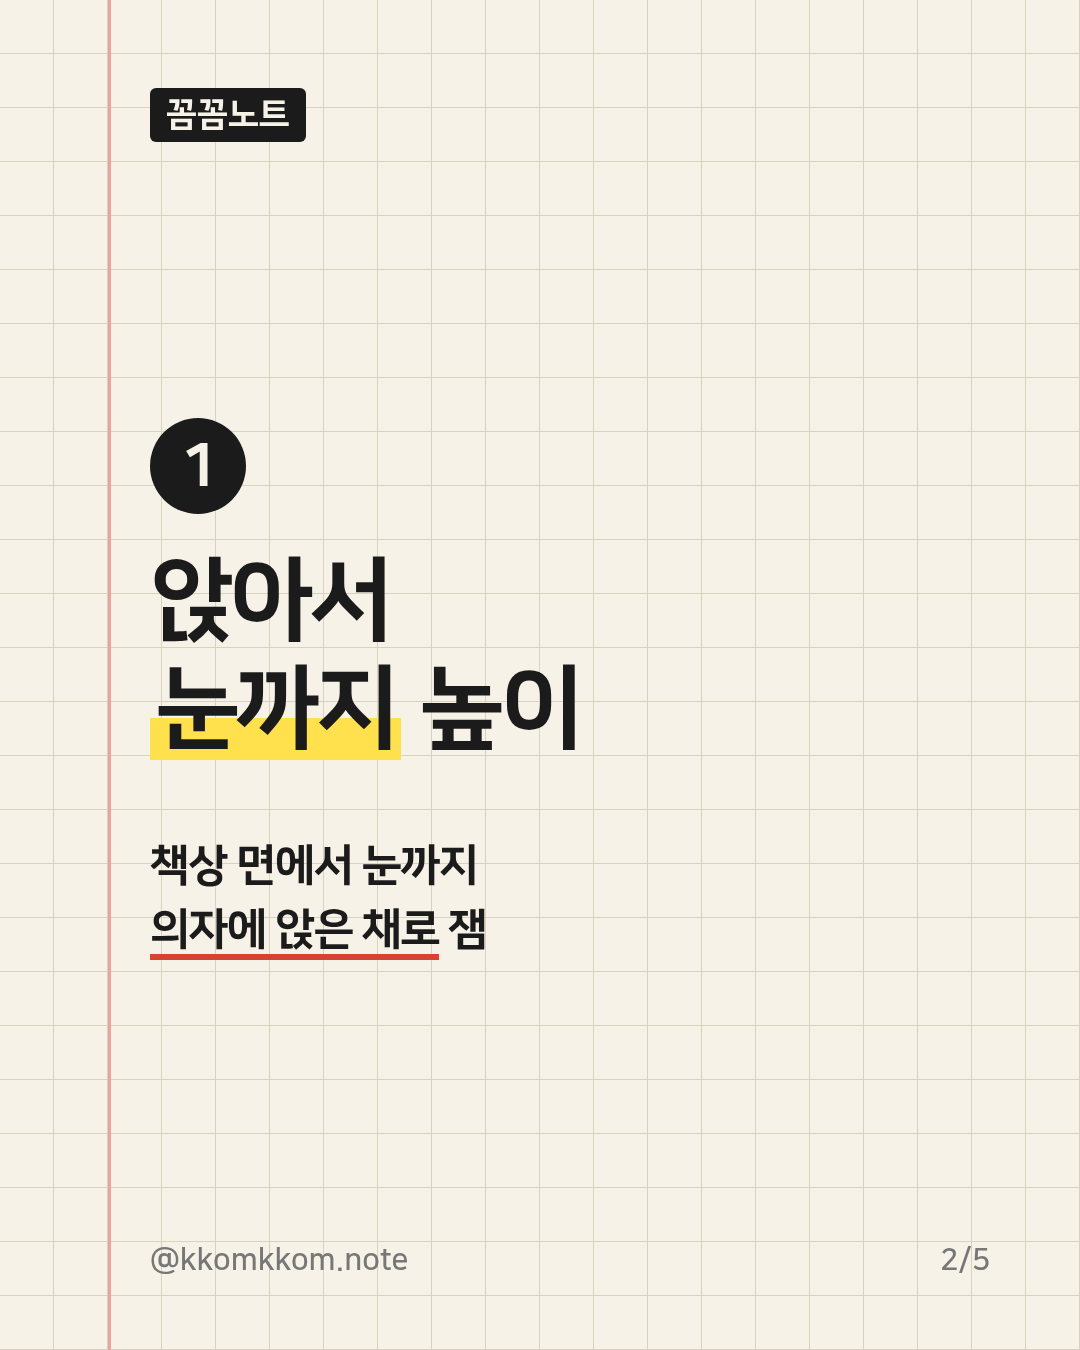 꼼꼼노트
1
앉아서
눈까지 높이
책상 면에서 눈까지
의자에 앉은 채로 잼
@kkomkkom.note
2/5